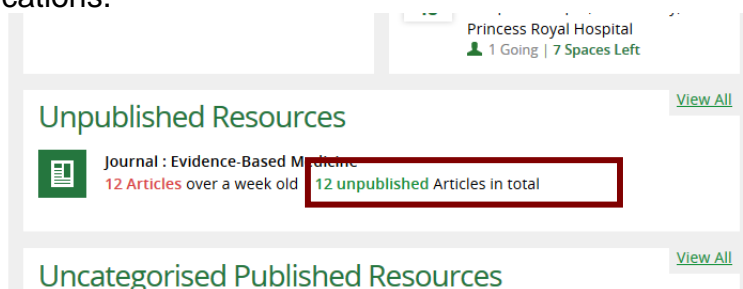 cations.
Princess Royal Hospital
1 Going | 7 Spaces Left
View All
Unpublished Resources
Journal : Evidence-Based Medicine
12 Articles over a week old 12 unpublished Articles in total
View All
Uncategorised Published Resources